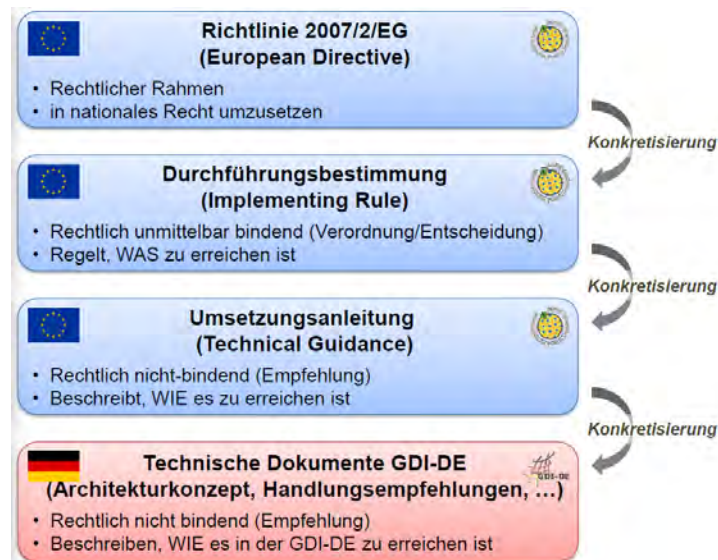 Richtlinie 2007/2/EG
(European Directive)
• Rechtlicher Rahmen
• in nationales Recht umzusetzen
Konkretisierung
Durchführungsbestimmung
(Implementing Rule)
• Rechtlich unmittelbar bindend (Verordnung/Entscheidung)
• Regelt, WAS zu erreichen ist
Konkretisierung
Umsetzungsanleitung
(Technical Guidance)
• Rechtlich nicht-bindend (Empfehlung)
• Beschreibt, WIE es zu erreichen ist
Konkretisierung
Technische Dokumente GDI-DE
(Architekturkonzept, Handlungsempfehlungen, …)
GDI-DE
• Rechtlich nicht bindend (Empfehlung)
• Beschreiben, WIE es in der GDI-DE zu erreichen ist